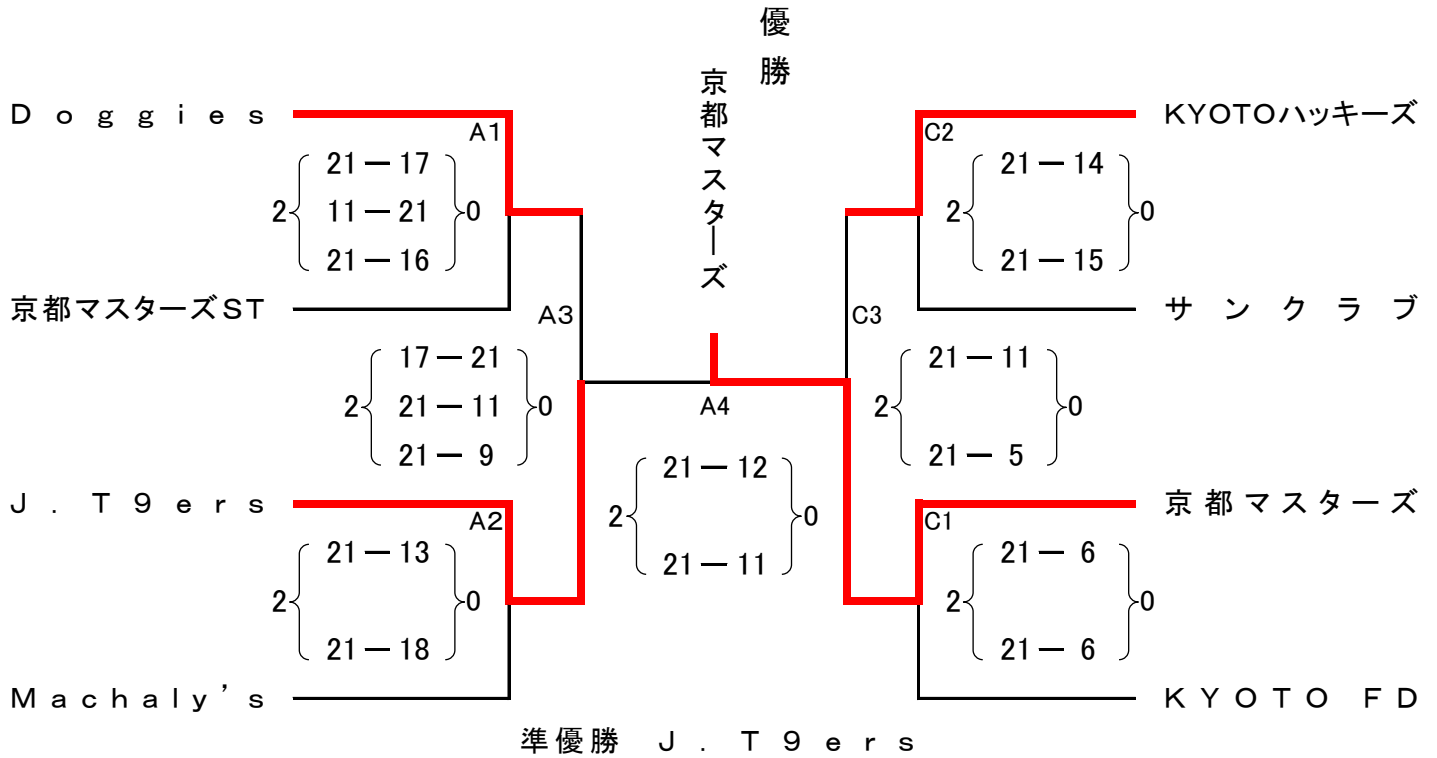 優勝
京都マスターズ
Doggies
A1
21－17
2 11－21 0
21－16
京都マスターズST
A3
17－21
2 21－11 0
21－ 9
J．T9ers
A2
21－13
2 0
21－18
Machaly’s
A4
21－12
2 0
21－11
KYOTOハッキーズ
C2
21－14
2 0
21－15
サンクラブ
C3
21－11
2 0
21－ 5
京都マスターズ
C1
21－ 6
2 0
21－ 6
KYOTO FD
準優勝 J．T9ers